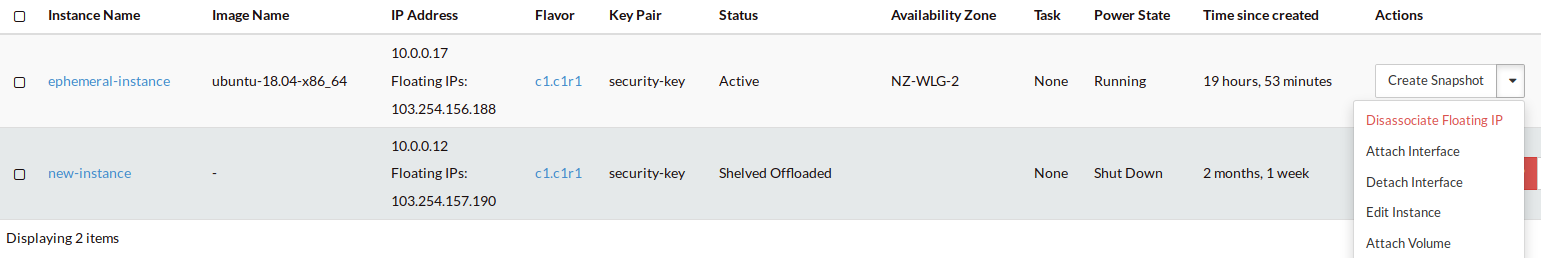 Instance Name Image Name IP Address Flavor Key Pair Status Availability Zone Task Power State Time since created Actions
10.0.0.17
ephemeral-instance ubuntu-18.04-x86_64 Floating IPs: c1.c1r1 security-key Active NZ-WLG-2 None Running 19 hours, 53 minutes Create Snapshot
103.254.156.188
Disassociate Floating IP
10.0.0.12
Attach Interface
new-instance - Floating IPs: c1.c1r1 security-key Shelved Offloaded None Shut Down 2 months, 1 week
Detach Interface
103.254.157.190
Edit Instance
Displaying 2 items
Attach Volume